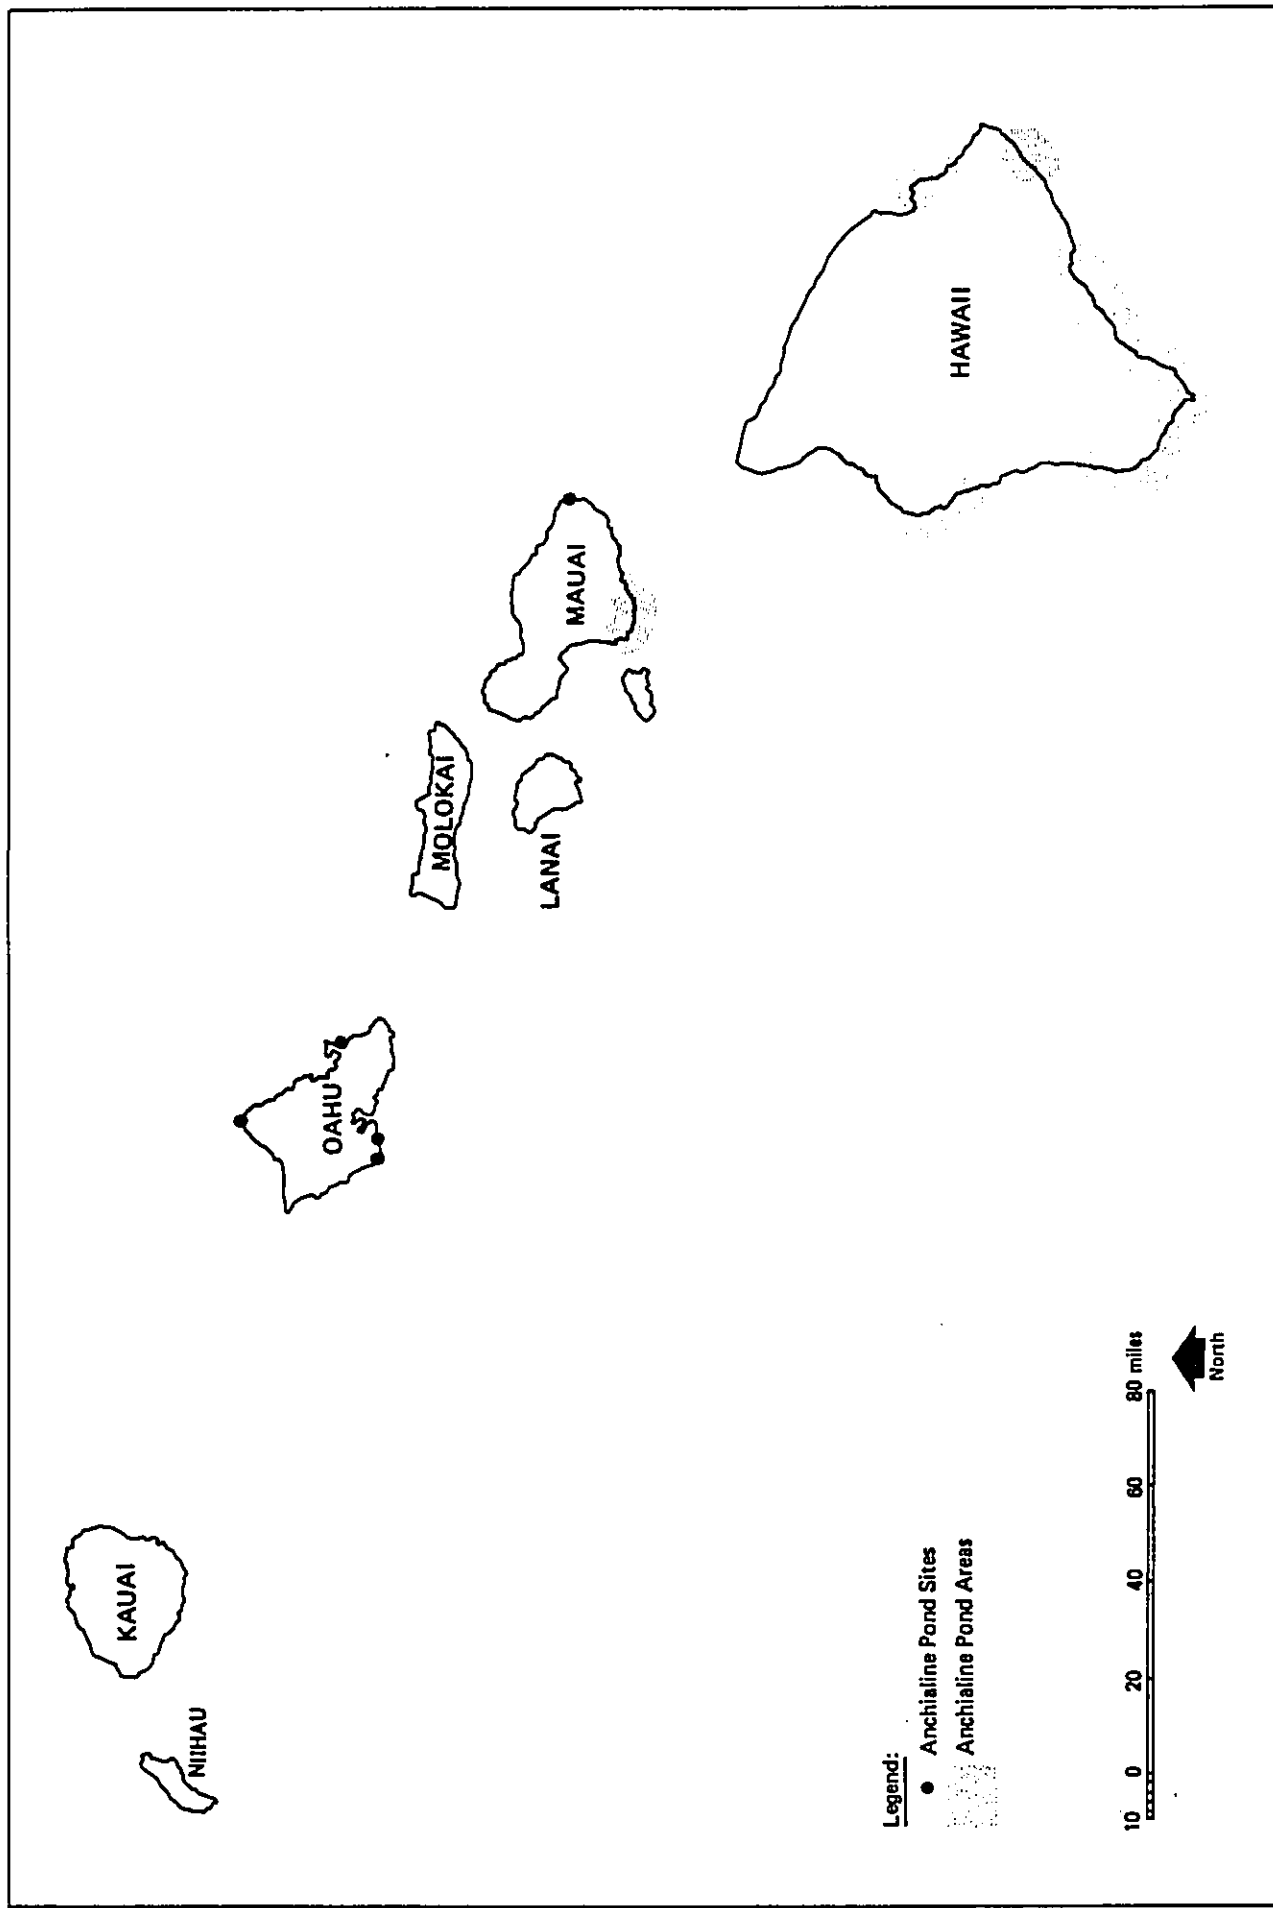 KAUAI
NIIHAU
OAHU
MOLOKAI
LANAI
MAUAI
HAWAII
Legend:
Anchialine Pond Sites
Anchialine Pond Areas
10 0 20 40 60 80 miles
North